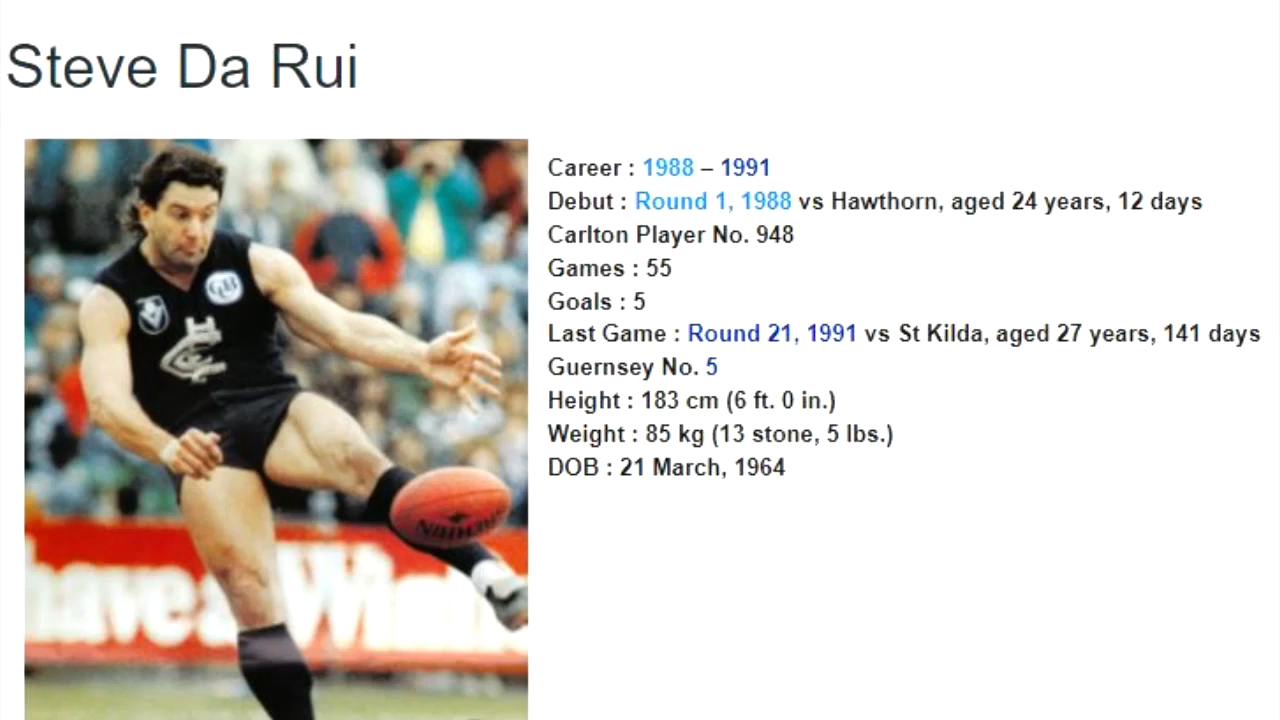 Steve Da Rui
Career : 1988 – 1991
Debut : Round 1, 1988 vs Hawthorn, aged 24 years, 12 days
Carlton Player No. 948
Games : 55
Goals : 5
Last Game : Round 21, 1991 vs St Kilda, aged 27 years, 141 days
Guernsey No. 5
Height : 183 cm (6 ft. 0 in.)
Weight : 85 kg (13 stone, 5 lbs.)
DOB : 21 March, 1964
have a Winfi